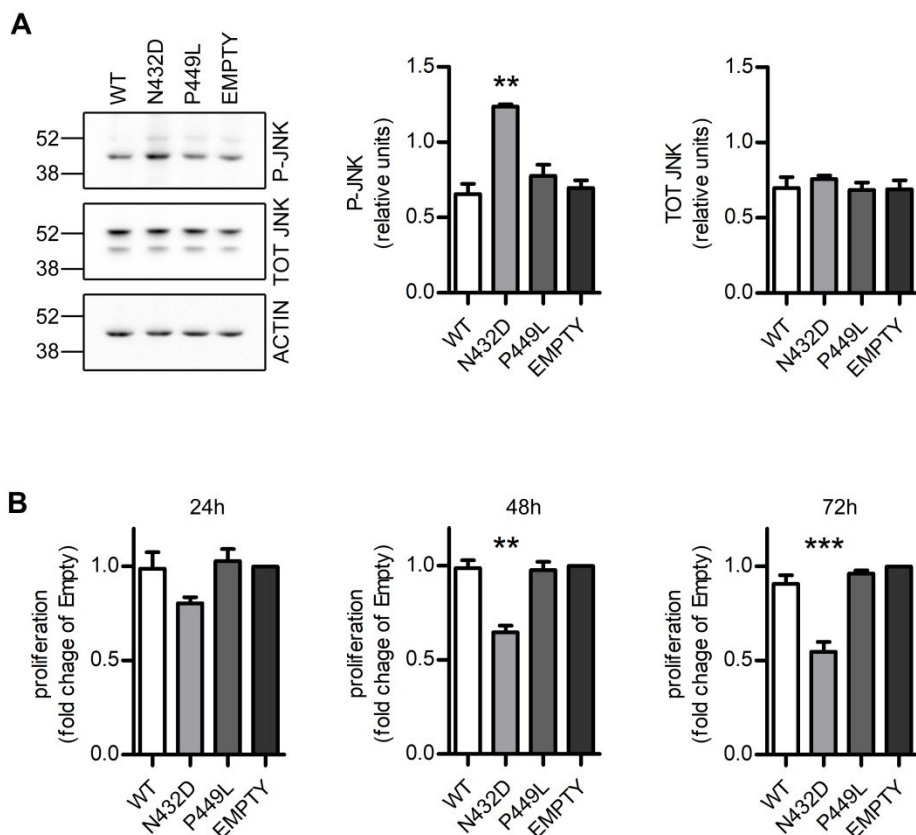 A
WT
N432D
P449L
EMPTY
52
38
P-JNK
52
38
TOT JNK
52
38
ACTIN
1.5
1.0
0.5
0.0
P-JNK
(relative units)
**
WT
N432D
P449L
EMPTY
1.5
1.0
0.5
0.0
TOT JNK
(relative units)
WT
N432D
P449L
EMPTY
B
24h
1.0
0.5
0.0
proliferation
(fold chage of Empty)
WT
N432D
P449L
EMPTY
48h
**
1.0
0.5
0.0
proliferation
(fold chage of Empty)
WT
N432D
P449L
EMPTY
72h
***
1.0
0.5
0.0
proliferation
(fold chage of Empty)
WT
N432D
P449L
EMPTY